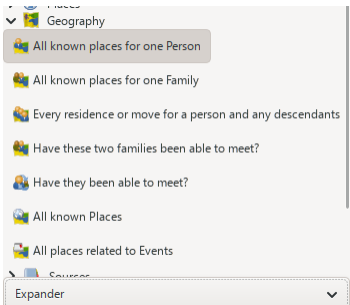 Places
Geography
All known places for one Person
All known places for one Family
Every residence or move for a person and any descendants
Have these two families been able to meet?
Have they been able to meet?
All known Places
All places related to Events
Sources
Expander